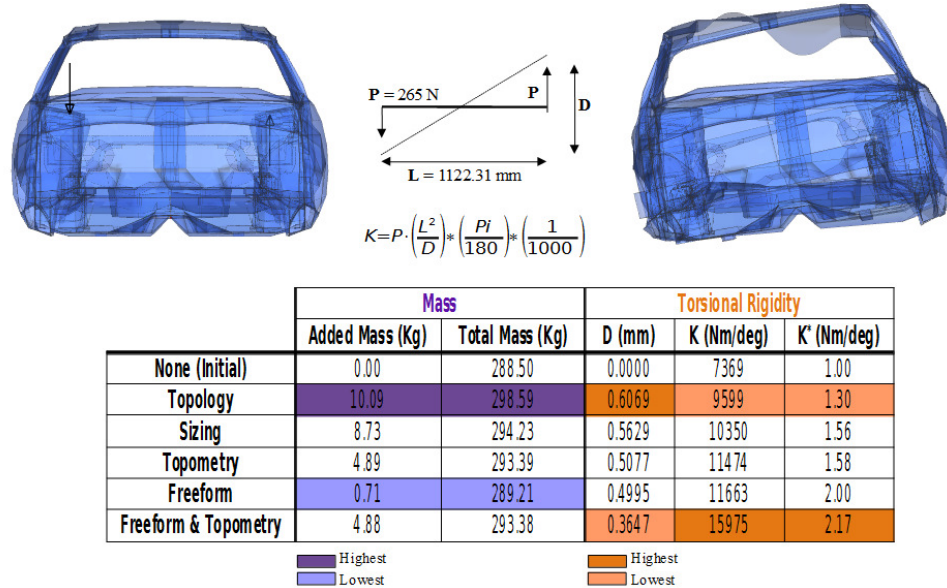 P = 265 N
P
D
L = 1122.31 mm
K=P·(L²/D)*(Pi/180)*(1/1000)
Mass Torsional Rigidity
Added Mass (Kg) Total Mass (Kg) D (mm) K (Nm/deg) K' (Nm/deg)
None (Initial) 0.00 288.50 0.0000 7369 1.00
Topology 10.09 298.59 0.6069 9599 1.30
Sizing 8.73 294.23 0.5629 10350 1.56
Topometry 4.89 293.39 0.5077 11474 1.58
Freeform 0.71 289.21 0.4995 11663 2.00
Freeform & Topometry 4.88 293.38 0.3647 15975 2.17
Highest Highest
Lowest Lowest